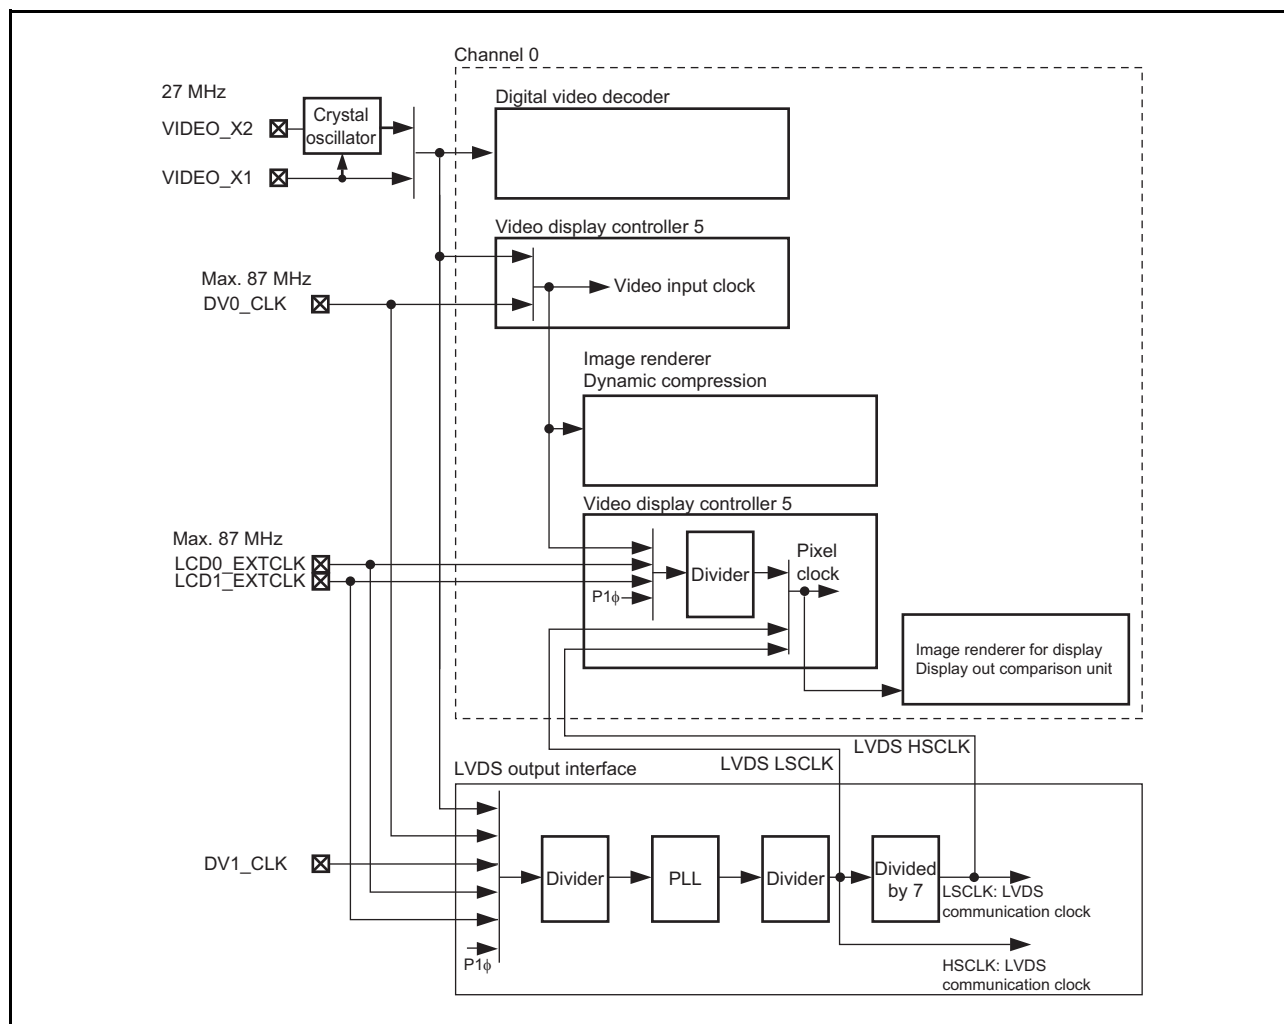 Channel 0
27 MHz
VIDEO_X2
Crystal
oscillator
VIDEO_X1
Digital video decoder
Video display controller 5
Video input clock
Max. 87 MHz
DV0_CLK
Image renderer
Dynamic compression
Video display controller 5
Max. 87 MHz
LCD0_EXTCLK
LCD1_EXTCLK
P1ϕ
Divider
Pixel
clock
Image renderer for display
Display out comparison unit
LVDS HSCLK
LVDS LSCLK
LVDS output interface
DV1_CLK
P1ϕ
Divider
PLL
Divider
Divided
by 7
LSCLK: LVDS
communication clock
HSCLK: LVDS
communication clock